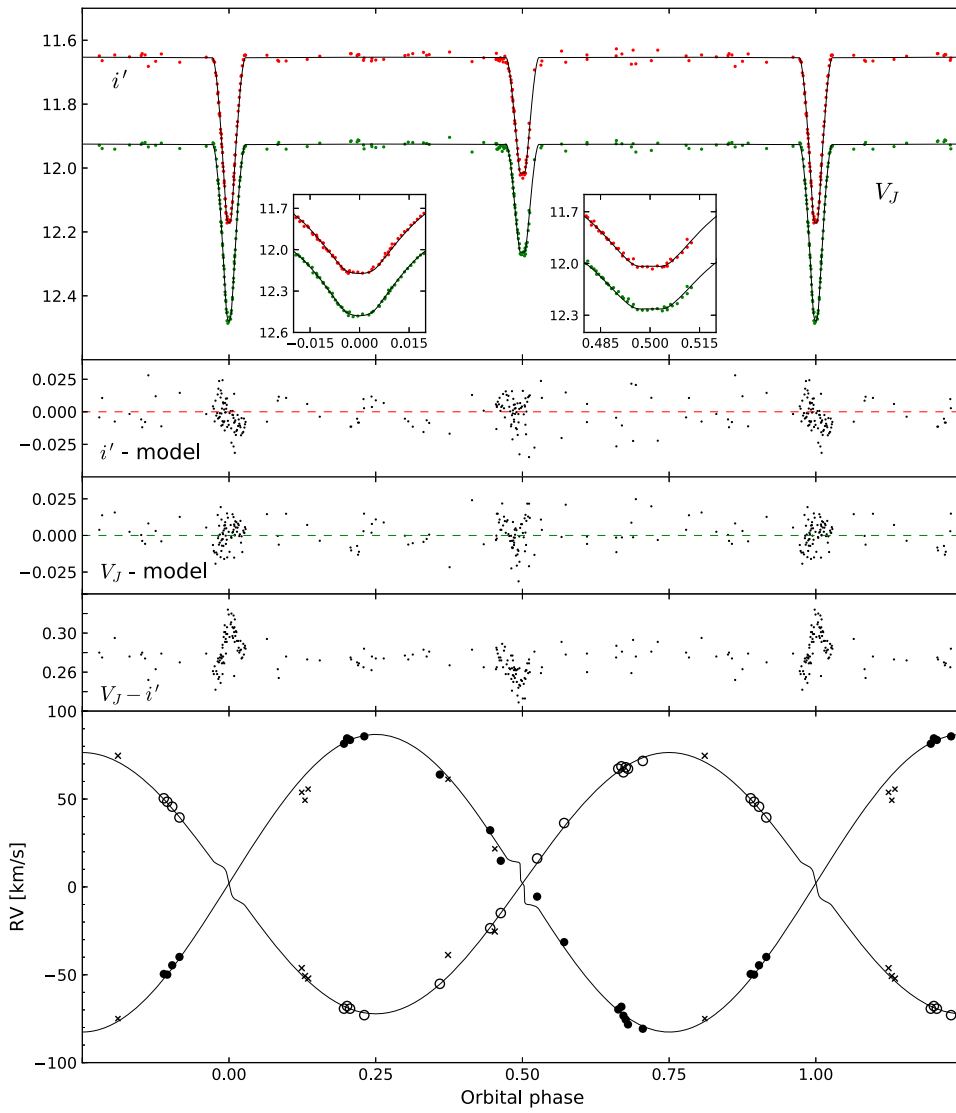 11.6
11.8
12.0
12.2
12.4
i′
V_J
11.7
12.0
12.3
12.6
−0.015 0.000 0.015
11.7
12.0
12.3
0.485 0.500 0.515
0.025
0.000
−0.025
i′ - model
0.025
0.000
−0.025
V_J - model
0.30
0.26
V_J − i′
100
50
0
−50
−100
RV [km/s]
0.00 0.25 0.50 0.75 1.00
Orbital phase